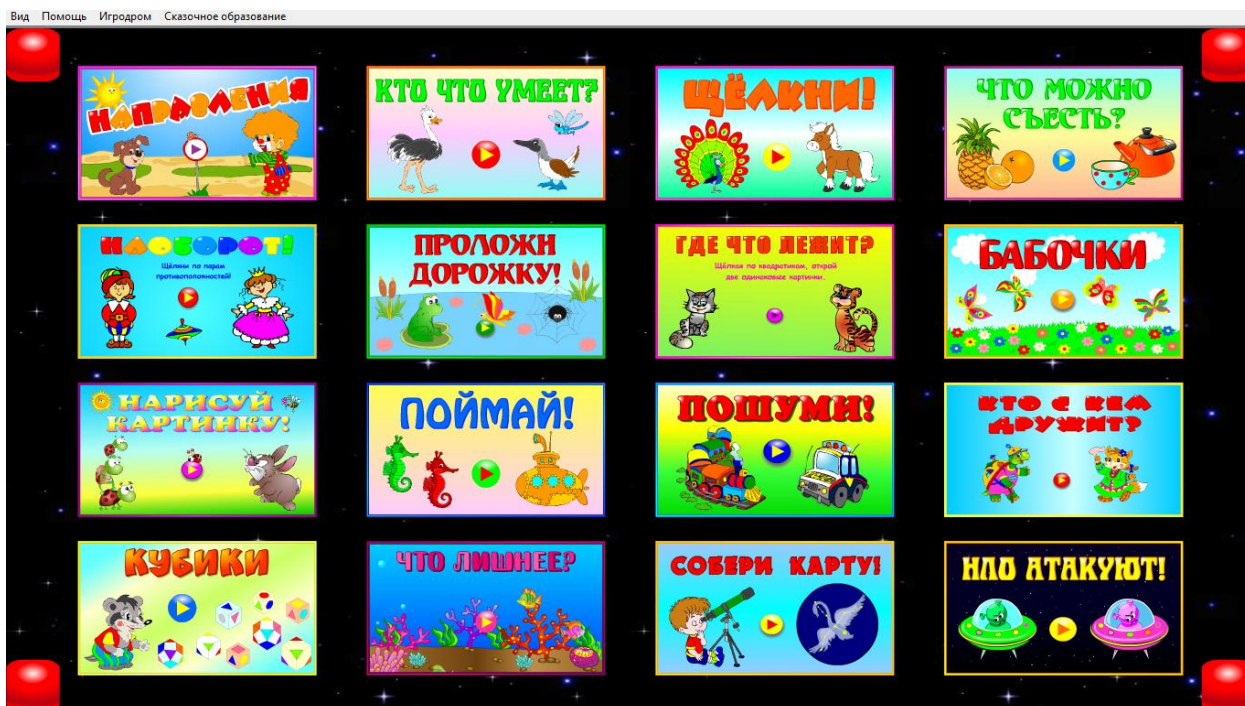 Вид Помощь Игродром Сказочное образование
НАПРАВЛЕНИЯ
КТО ЧТО УМЕЕТ?
ЩЁЛКНИ!
ЧТО МОЖНО
СЪЕСТЬ?
НАОБОРОТ!
Щёлкни по парам
противоположностей!
ПРОЛОЖИ
ДОРОЖКУ!
ГДЕ ЧТО ЛЕЖИТ?
Щёлкая по квадратикам, открой
две одинаковые картинки.
БАБОЧКИ
НАРИСУЙ
КАРТИНКУ!
ПОЙМАЙ!
ПОШУМИ!
КТО С КЕМ
ДРУЖИТ?
КУБИКИ
ЧТО ЛИШНЕЕ?
СОБЕРИ КАРТУ!
НЛО АТАКУЮТ!